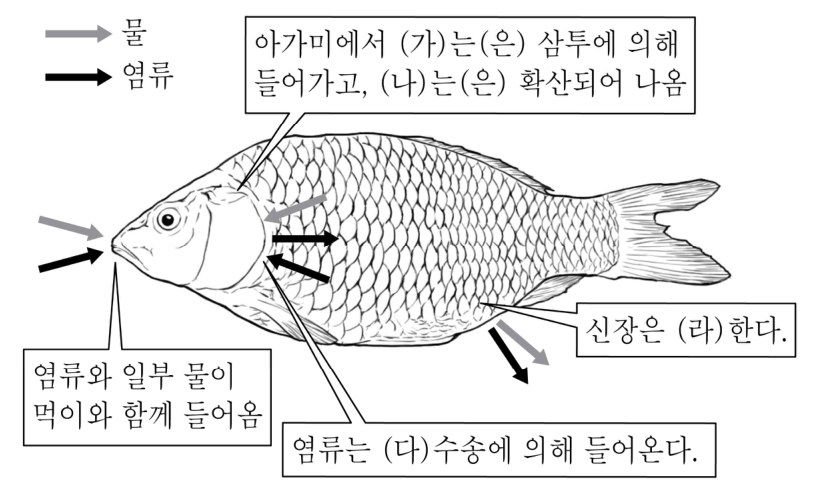 물
염류
아가미에서 (가)는(은) 삼투에 의해
들어가고, (나)는(은) 확산되어 나옴
신장은 (라)한다.
염류와 일부 물이
먹이와 함께 들어옴
염류는 (다)수송에 의해 들어온다.